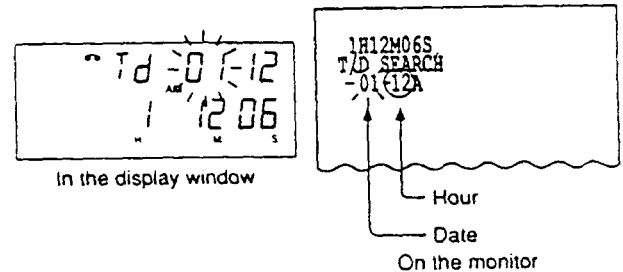 Td -01-12
AM
1 12 06
H M S
In the display window
1H12M06S
T/D SEARCH
-01-12A
Hour
Date
On the monitor